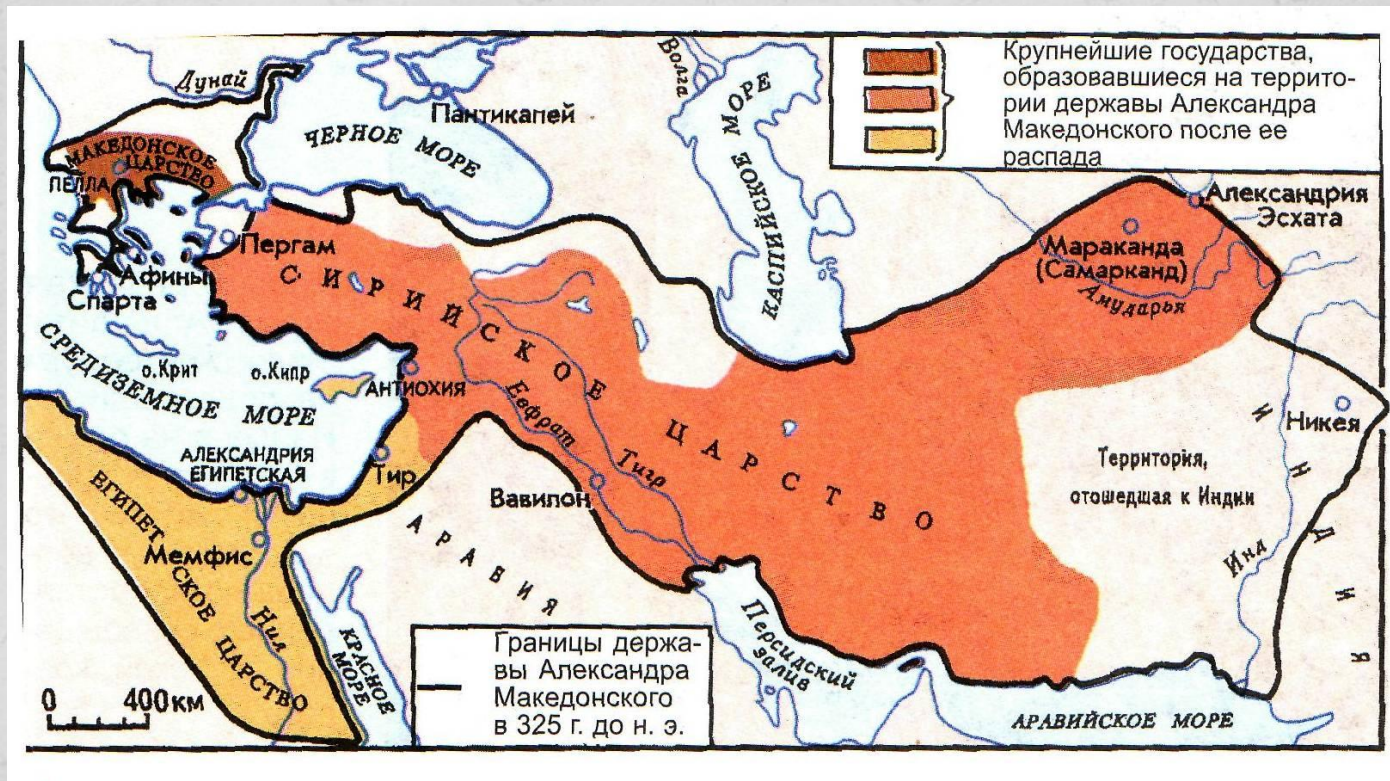 Крупнейшие государства,
образовавшиеся на террито-
рии державы Александра
Македонского после ее
распада
Дунай
Волга
Пантикапей
ЧЕРНОЕ МОРЕ
КАСПИЙСКОЕ МОРЕ
МАКЕДОНСКОЕ
ЦАРСТВО
ПЕЛЛА
Александрия
Эсхата
Мараканда
(Самарканд)
Амударья
Пергам
СИРИЙСКОЕ ЦАРСТВО
Афины
Спарта
СРЕДИЗЕМНОЕ МОРЕ
о.Крит
о.Кипр
АНТИОХИЯ
Евфрат
Тигр
Никея
ИНДИЯ
Территория,
отошедшая к Индии
АЛЕКСАНДРИЯ
ЕГИПЕТСКАЯ
Тир
Вавилон
ЕГИПЕТСКОЕ ЦАРСТВО
Мемфис
АРАВИЯ
Инд
Нил
КРАСНОЕ
МОРЕ
Персидский
залив
АРАВИЙСКОЕ МОРЕ
0 400км
Границы держа-
вы Александра
Македонского
в 325 г. до н. э.